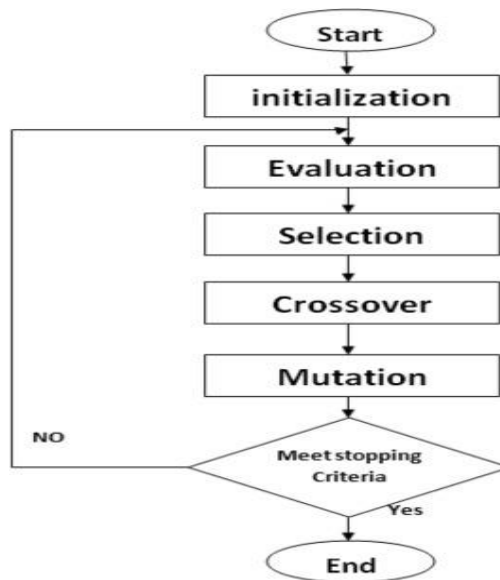 Start
initialization
Evaluation
Selection
Crossover
Mutation
NO
Meet stopping
Criteria
Yes
End